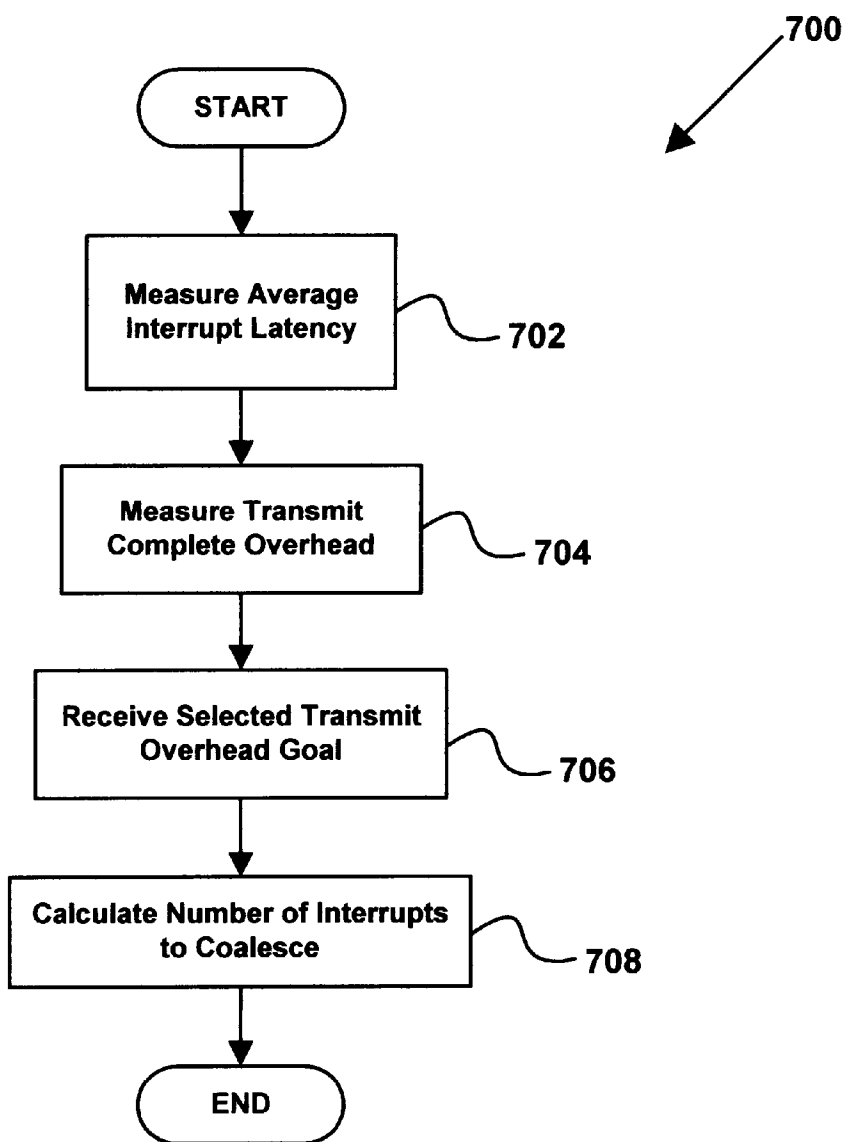 700
START
Measure Average
Interrupt Latency
702
Measure Transmit
Complete Overhead
704
Receive Selected Transmit
Overhead Goal
706
Calculate Number of Interrupts
to Coalesce
708
END